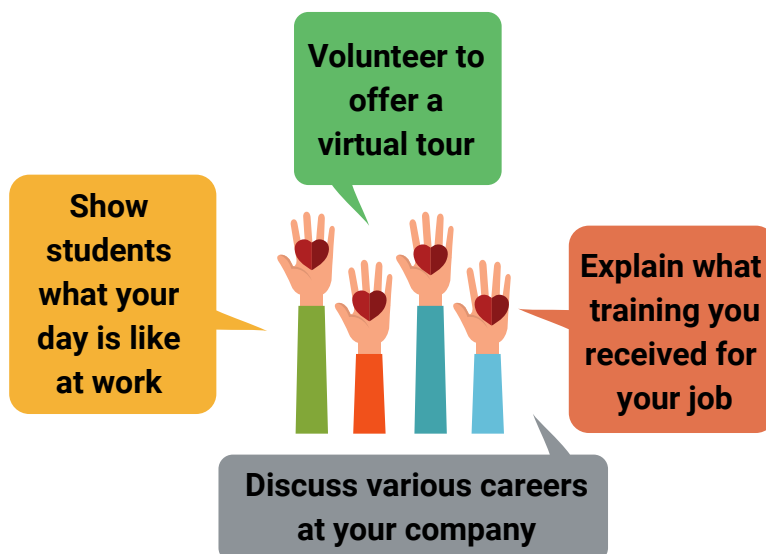 Volunteer to
offer a
virtual tour
Show
students
what your
day is like
at work
Explain what
training you
received for
your job
Discuss various careers
at your company